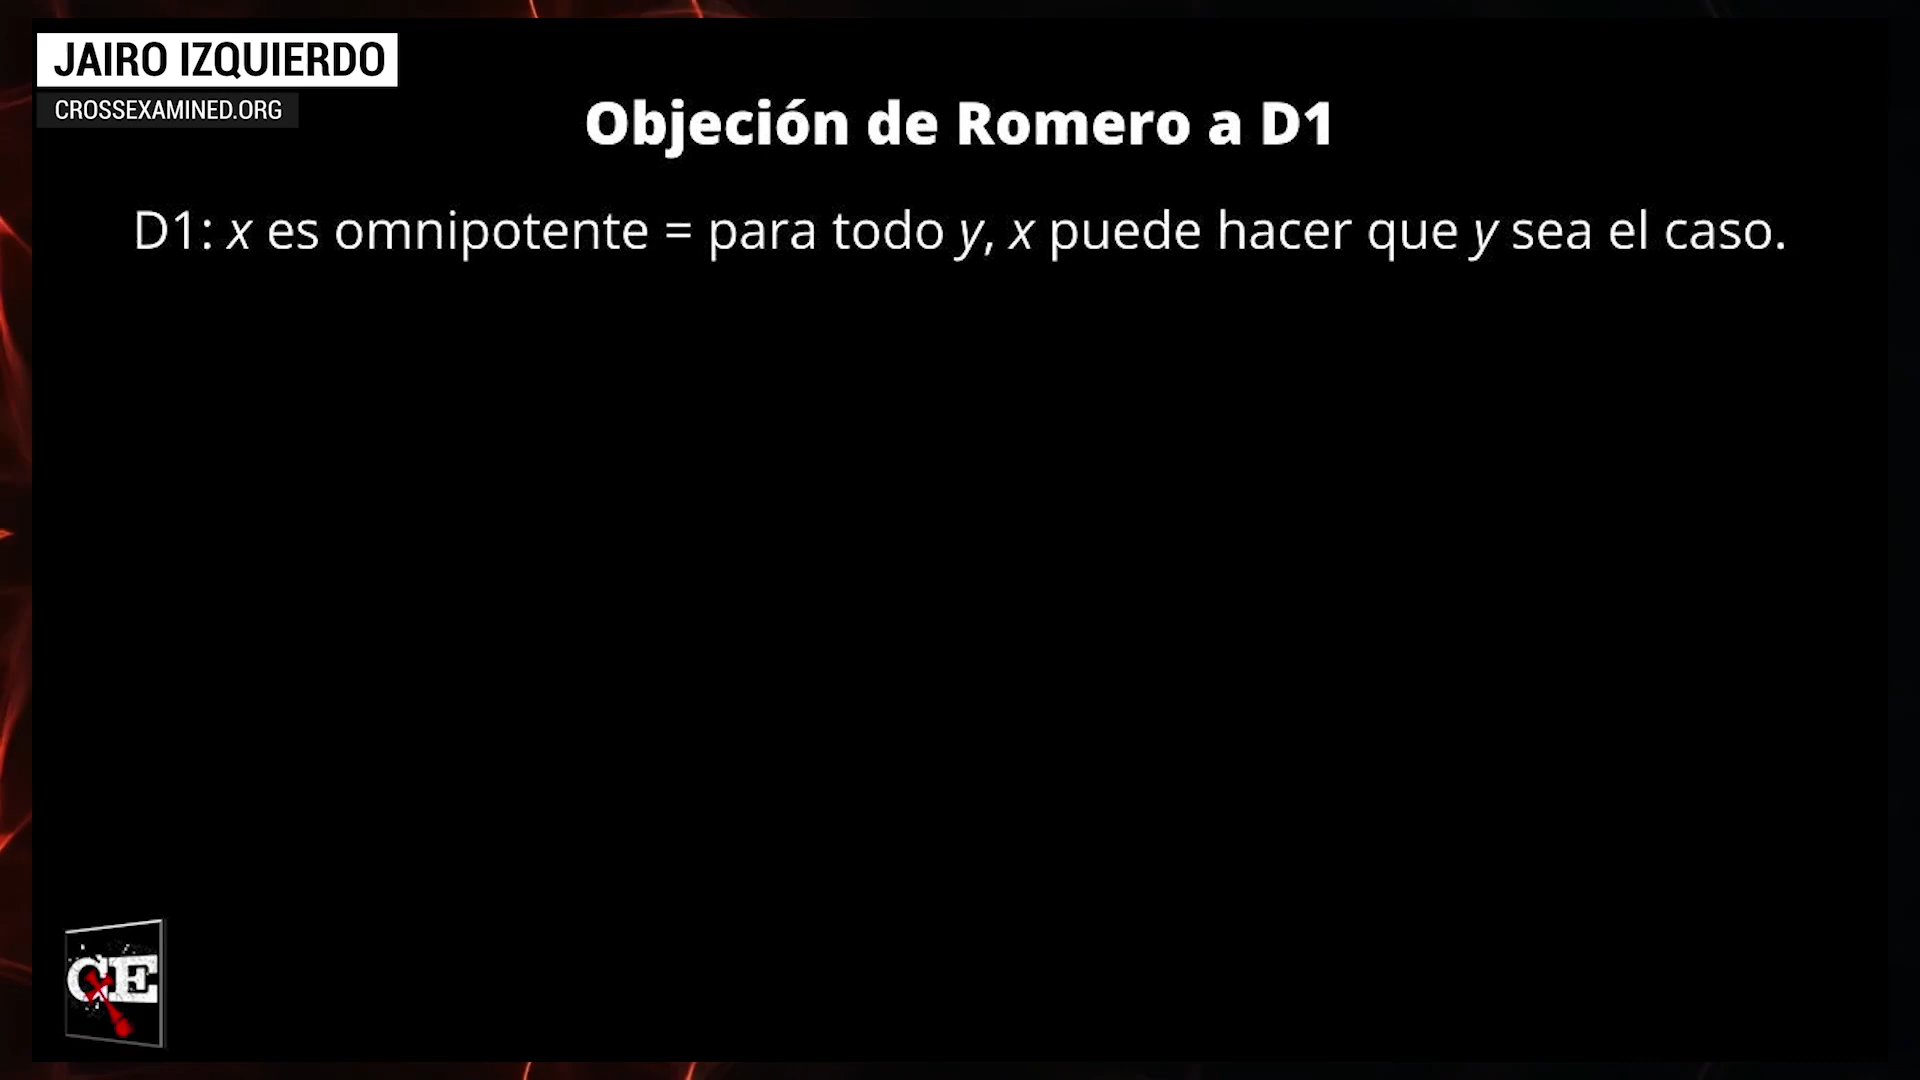 JAIRO IZQUIERDO
CROSSEXAMINED.ORG
Objeción de Romero a D1
D1: x es omnipotente = para todo y, x puede hacer que y sea el caso.
CE